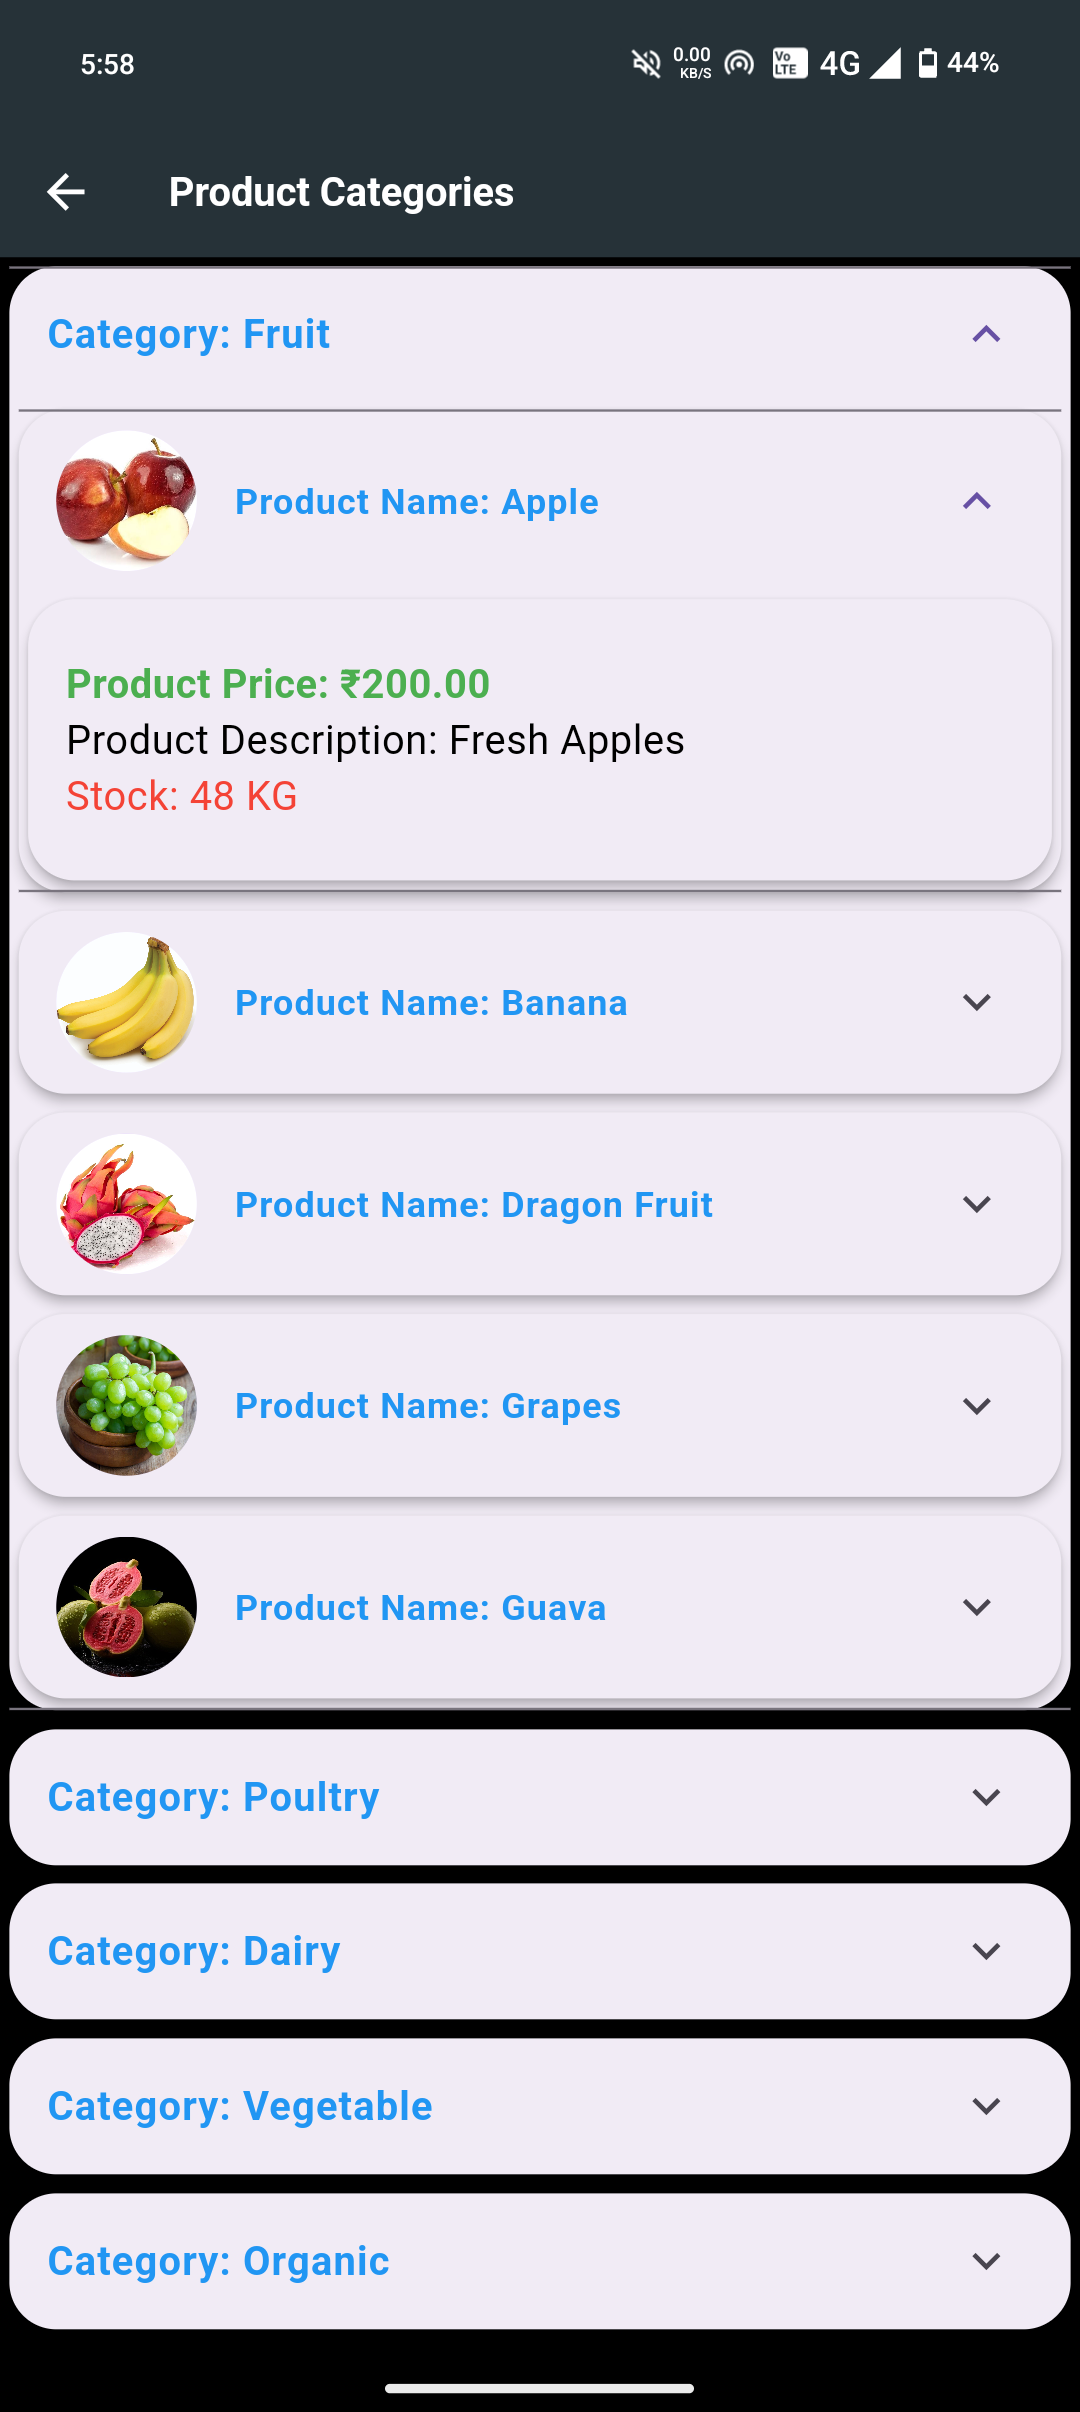 5:58
0.00
KB/S
Vo
LTE
4G
44%
Product Categories
Category: Fruit
Product Name: Apple
Product Price: ₹200.00
Product Description: Fresh Apples
Stock: 48 KG
Product Name: Banana
Product Name: Dragon Fruit
Product Name: Grapes
Product Name: Guava
Category: Poultry
Category: Dairy
Category: Vegetable
Category: Organic